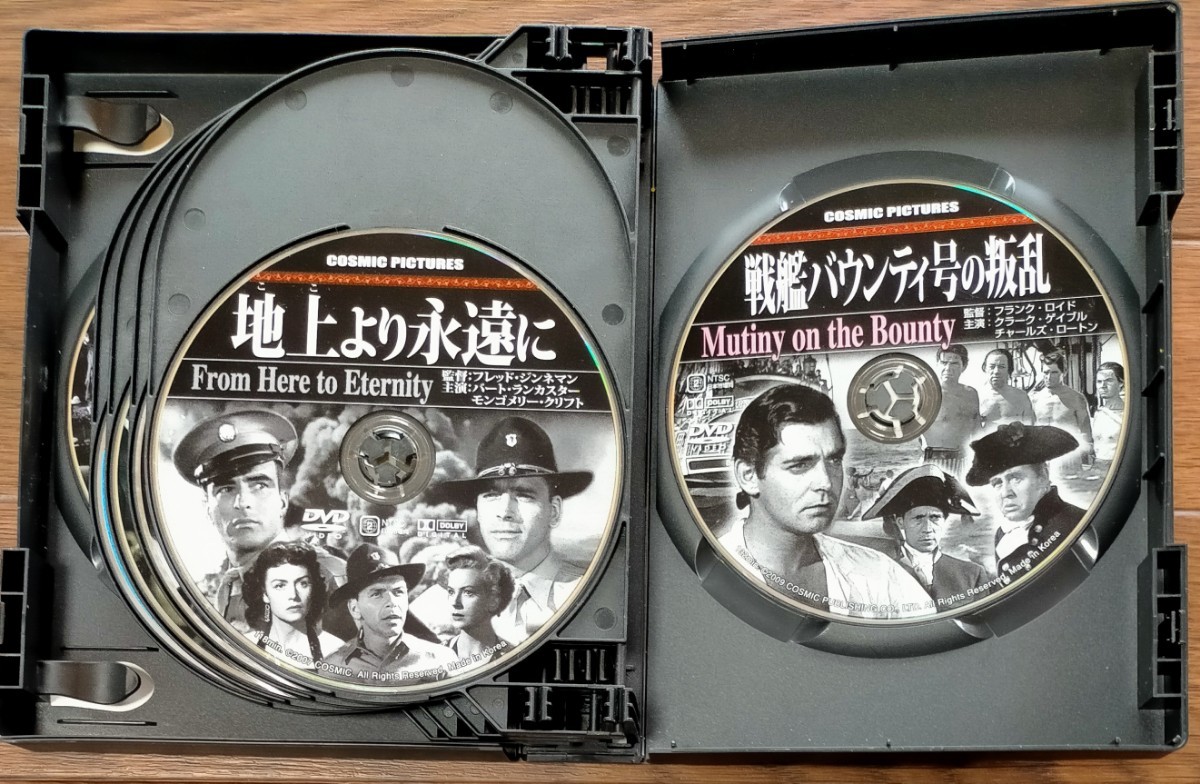 COSMIC PICTURES
こ こ
地上より永遠に
From Here to Eternity
監督:フレッド・ジンネマン
主演:バート・ランカスター
モンゴメリー・クリフト
DVD
VIDEO
2
DOLBY
DIGITAL
118min. COSMIC. All Rights Reserved. Made in Korea
COSMIC PICTURES
戦艦バウンティ号の叛乱
Mutiny on the Bounty
監督:フランク・ロイド
主演:クラーク・ゲイブル
チャールズ・ロートン
2
NTSC
DOLBY
DIGITAL
DVD
VIDEO
©2009 COSMIC PUBLISHING CO., LTD. All Rights Reserved. Made in Korea